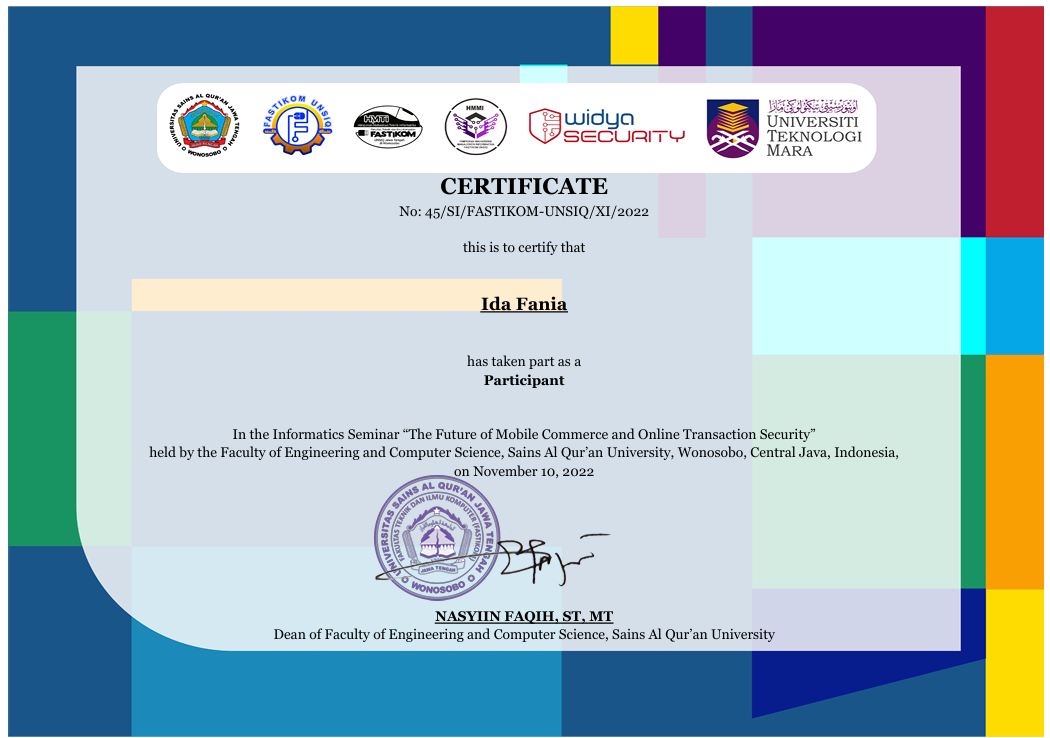 UNIVERSITAS SAINS AL QUR'AN JAWA TENGAH
WONOSOBO
FASTIKOM UNSIQ
HMTI
FASTIKOM
HMMI
widya
SECURITY
UNIVERSITI
TEKNOLOGI
MARA
CERTIFICATE
No: 45/SI/FASTIKOM-UNSIQ/XI/2022
this is to certify that
Ida Fania
has taken part as a
Participant
In the Informatics Seminar “The Future of Mobile Commerce and Online Transaction Security”
held by the Faculty of Engineering and Computer Science, Sains Al Qur’an University, Wonosobo, Central Java, Indonesia,
on November 10, 2022
UNIVERSITAS SAINS AL QUR'AN JAWA TENGAH
FAKULTAS TEKNIK DAN ILMU KOMPUTER (FASTIKOM)
JAWA TENGAH
WONOSOBO
NASYIIN FAQIH, ST, MT
Dean of Faculty of Engineering and Computer Science, Sains Al Qur’an University